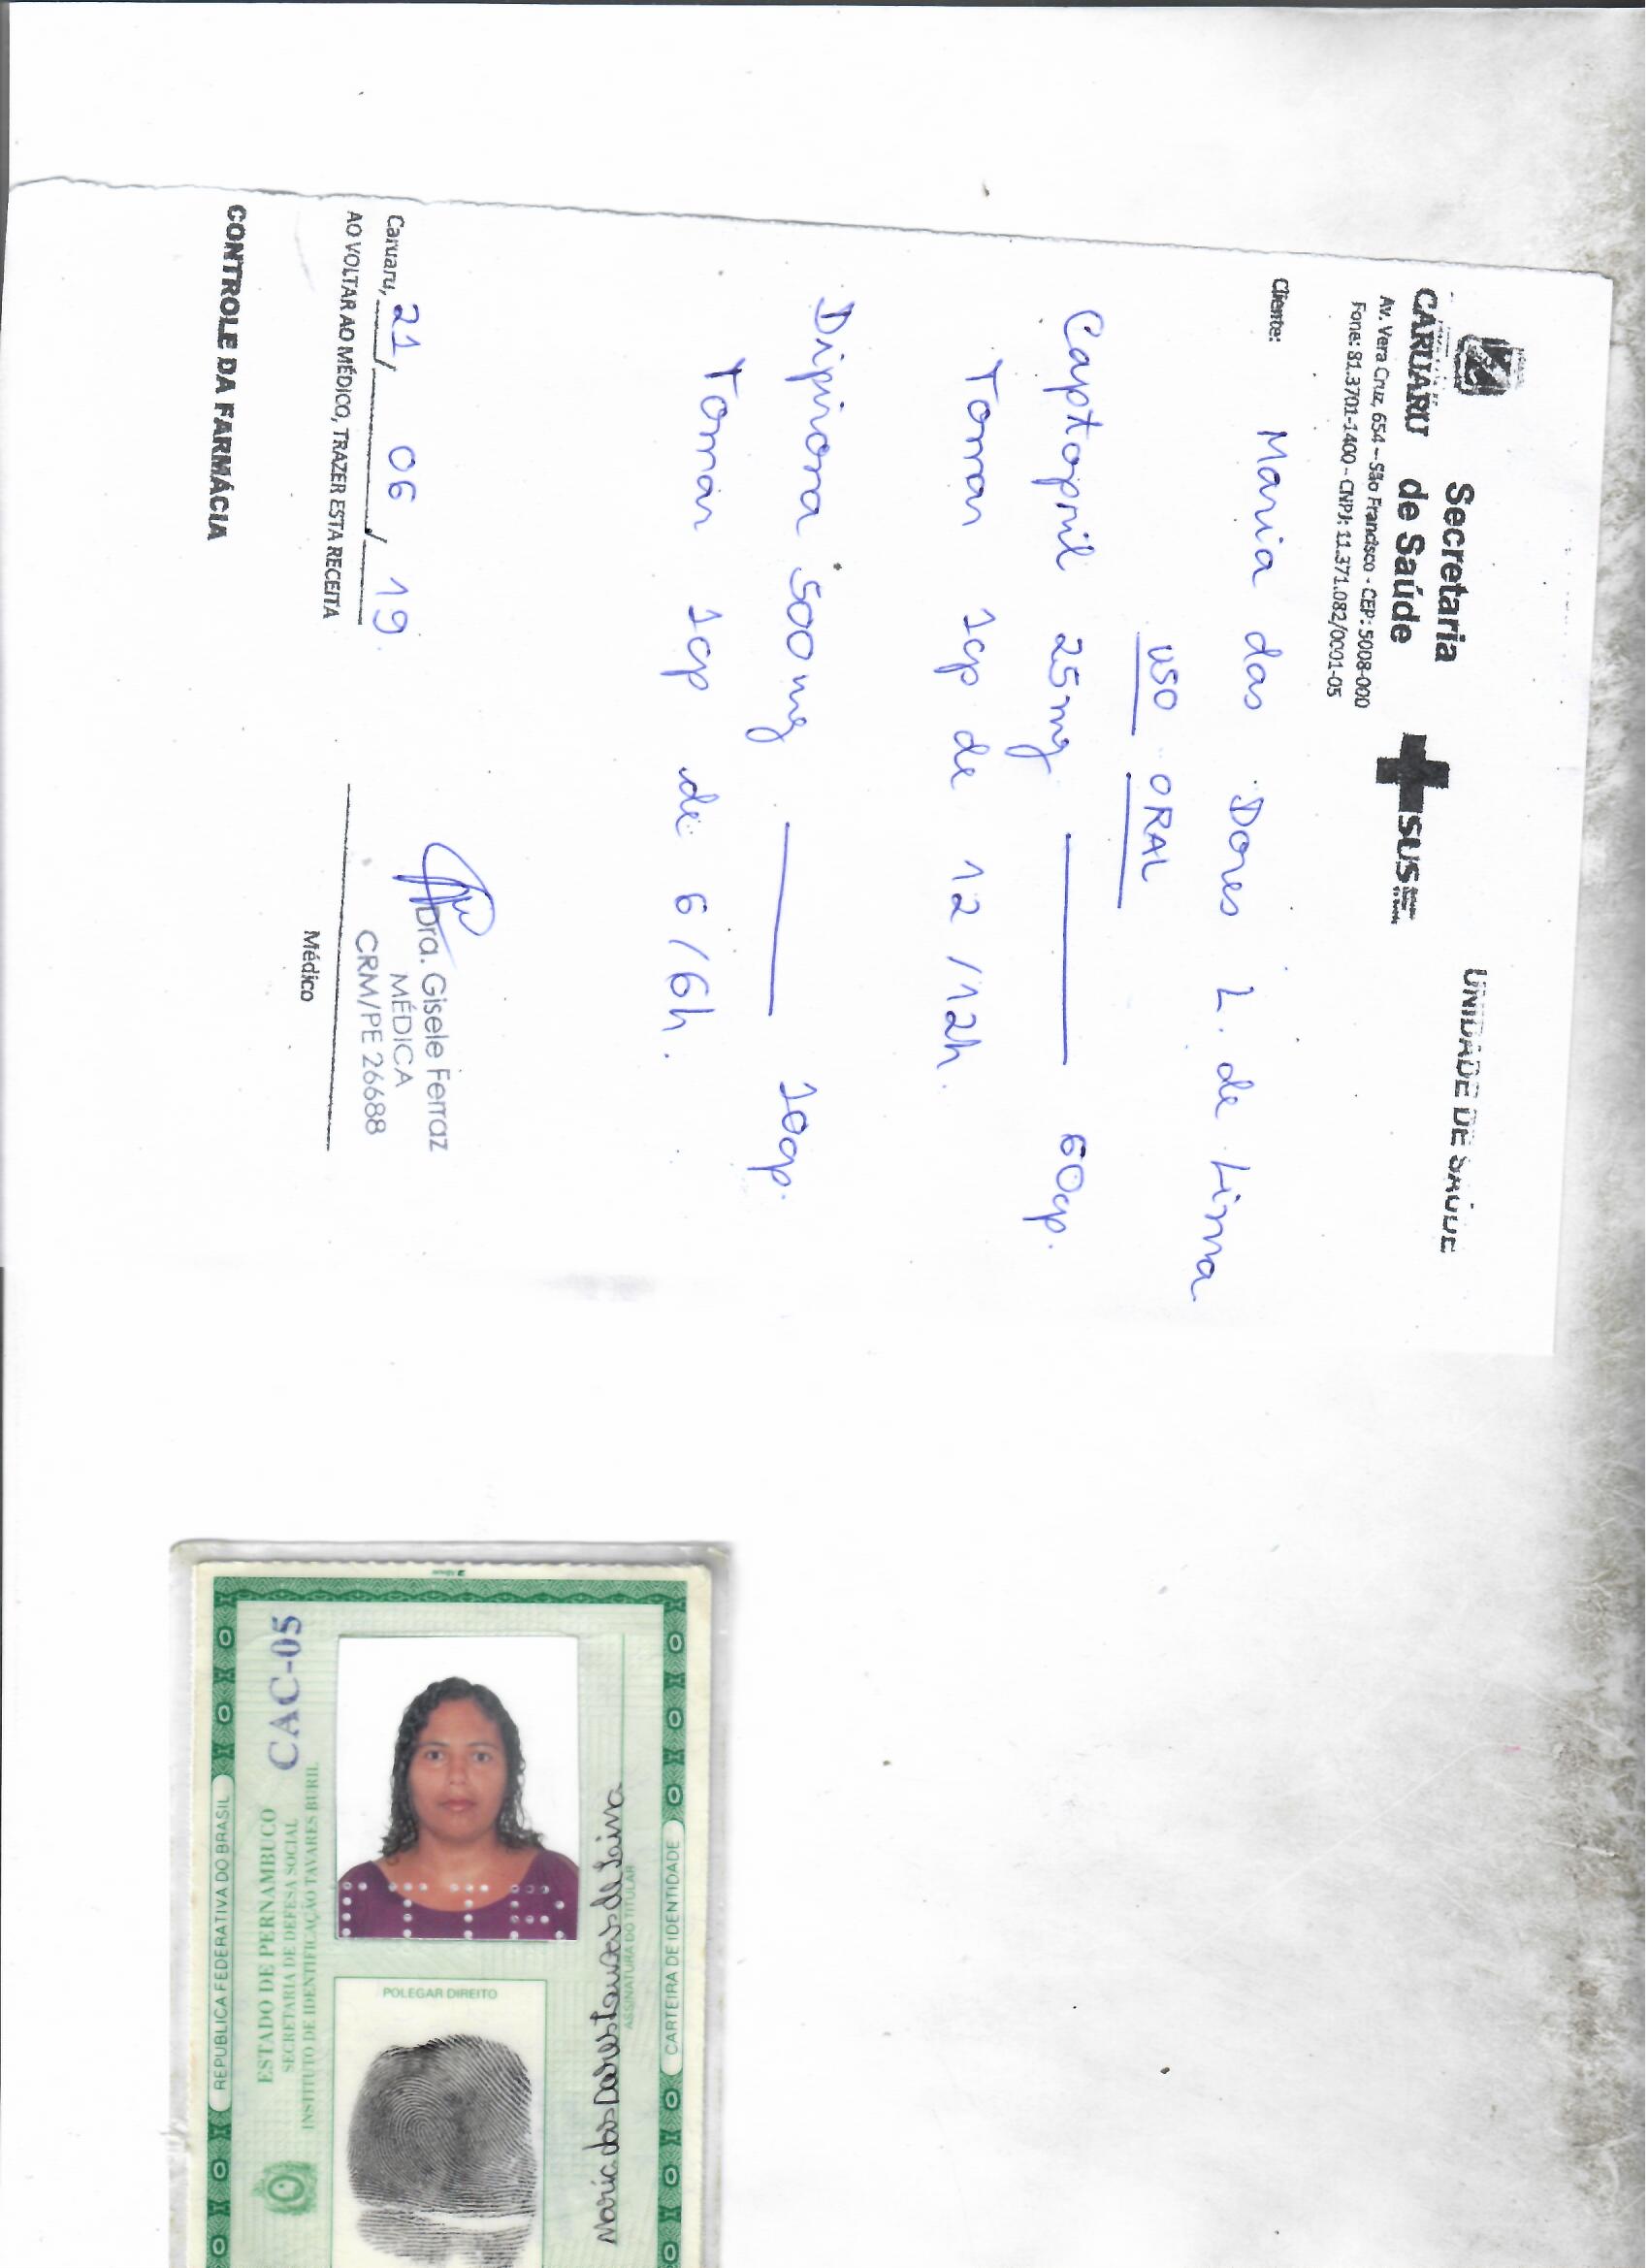 UNIDADE DE SAÚDE
Secretaria
CARUARU de Saúde
SUS
Av. Vera Cruz, 654 – São Francisco - CEP: 5008-000
Fone: 81.3701-1400 - CNPJ: 11.371.082/0001-05
Cliente: Maria das Dores L. de Lima
USO ORAL
Captopril 25mg 60cp.
Tomar 1cp de 12/12h.
Dipirona 500mg 10cp.
Tomar 1cp de 6/6h.
Caruaru, 21/06/19.
AO VOLTAR AO MÉDICO, TRAZER ESTA RECEITA
Dra. Gisele Ferraz
MÉDICA
CRM/PE 26688
Médico
CONTROLE DA FARMÁCIA
REPÚBLICA FEDERATIVA DO BRASIL
ESTADO DE PERNAMBUCO
CAC-05
SECRETARIA DE DEFESA SOCIAL
INSTITUTO DE IDENTIFICAÇÃO TAVARES BURIL
POLEGAR DIREITO
Maria das Dores de Lima
ASSINATURA DO TITULAR
CARTEIRA DE IDENTIDADE